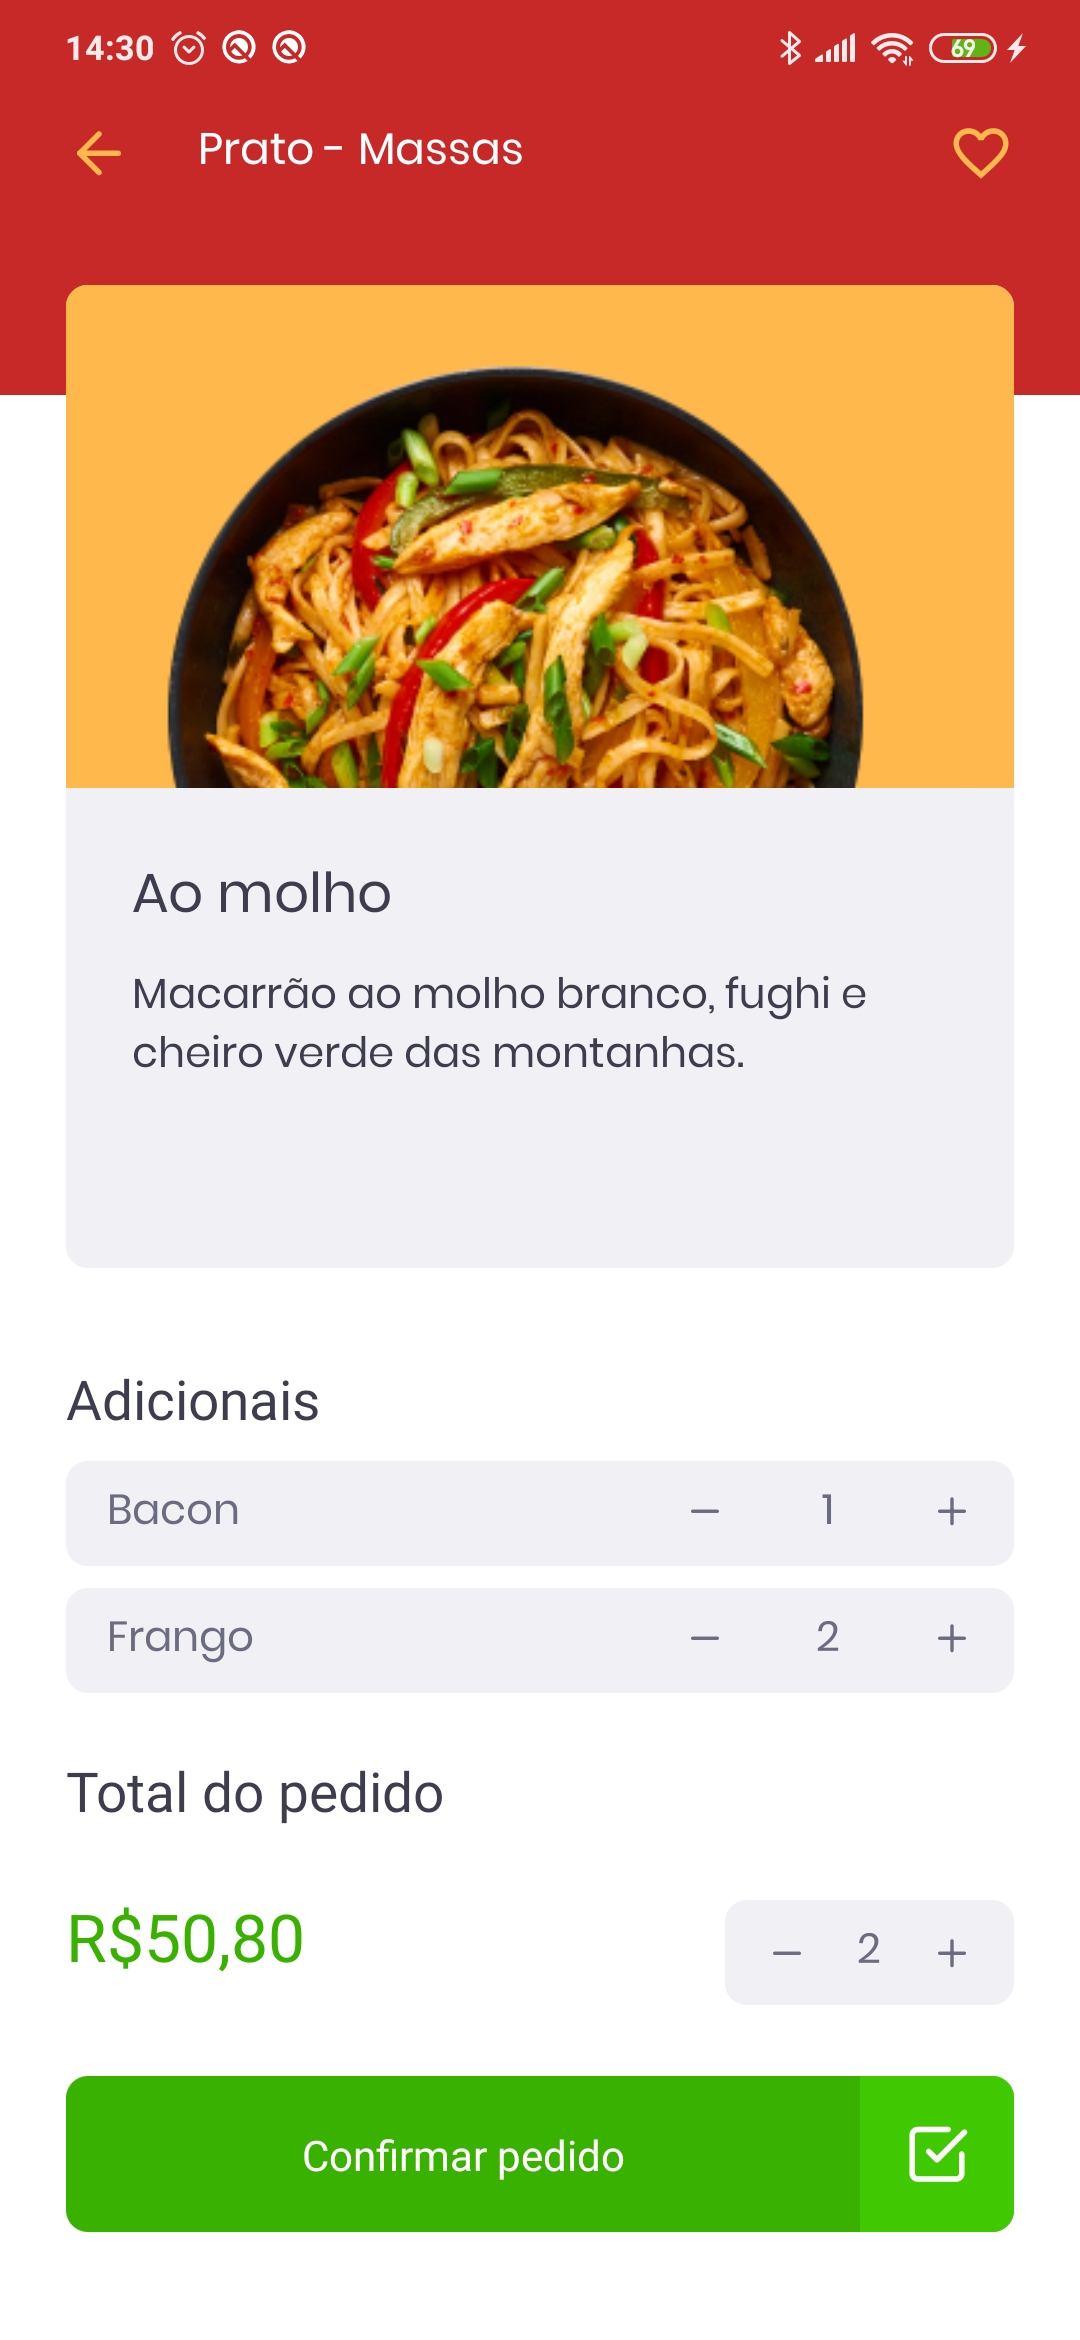 14:30
69
Prato - Massas
Ao molho
Macarrão ao molho branco, fughi e
cheiro verde das montanhas.
Adicionais
Bacon — 1 +
Frango — 2 +
Total do pedido
R$50,80 — 2 +
Confirmar pedido